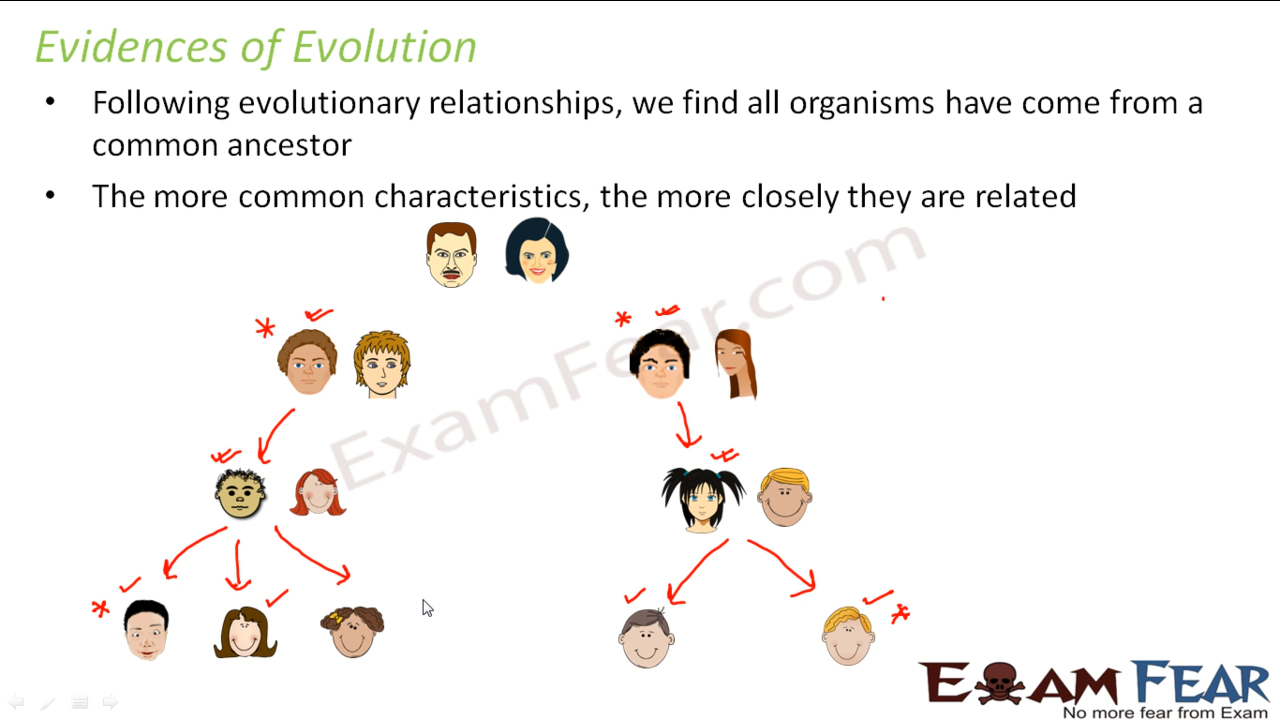 Evidences of Evolution
• Following evolutionary relationships, we find all organisms have come from a
common ancestor
• The more common characteristics, the more closely they are related
ExamFear.com
EXAM FEAR
No more fear from Exam